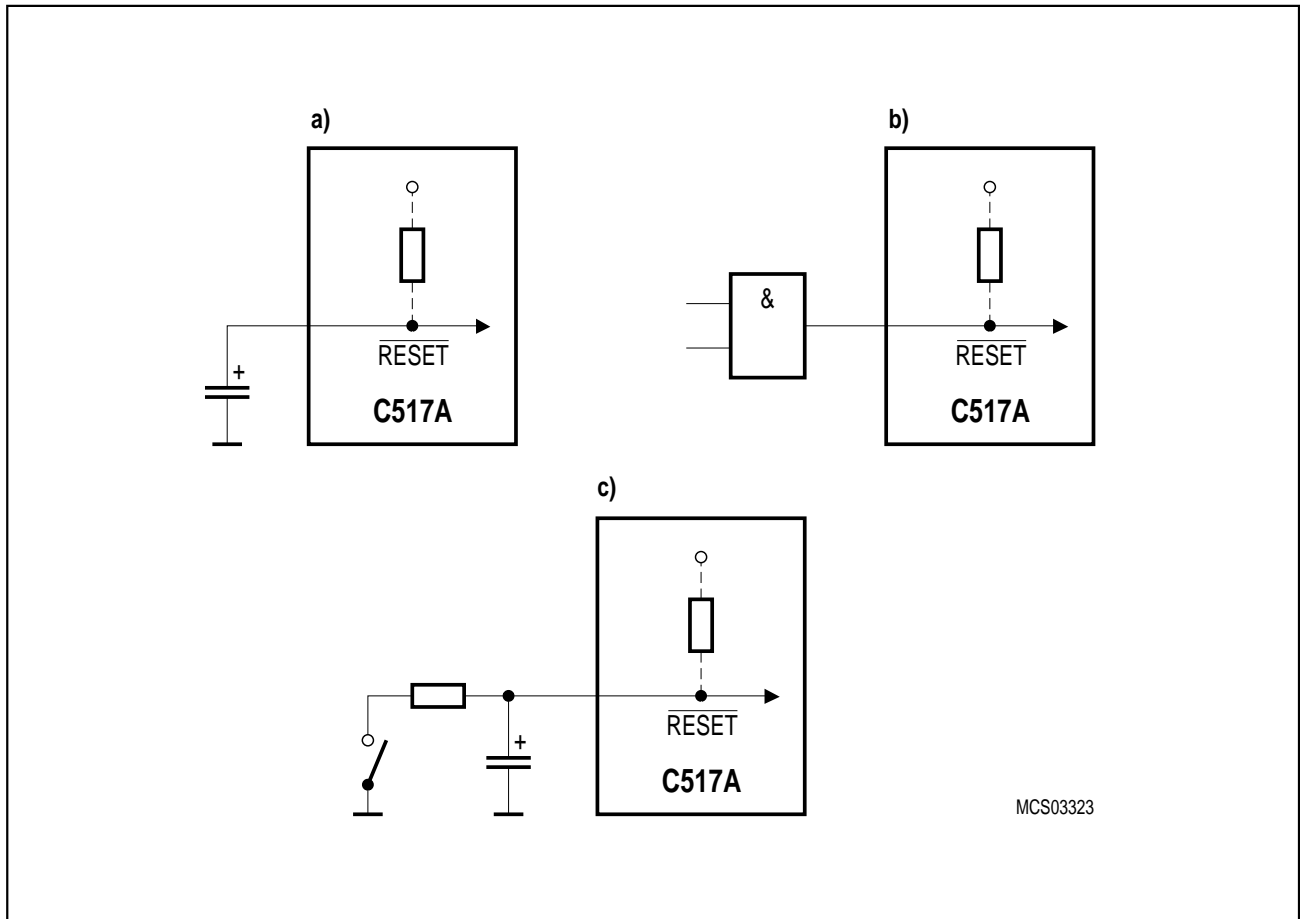 a)
+
RESET
C517A
b)
&
RESET
C517A
c)
+
RESET
C517A
MCS03323